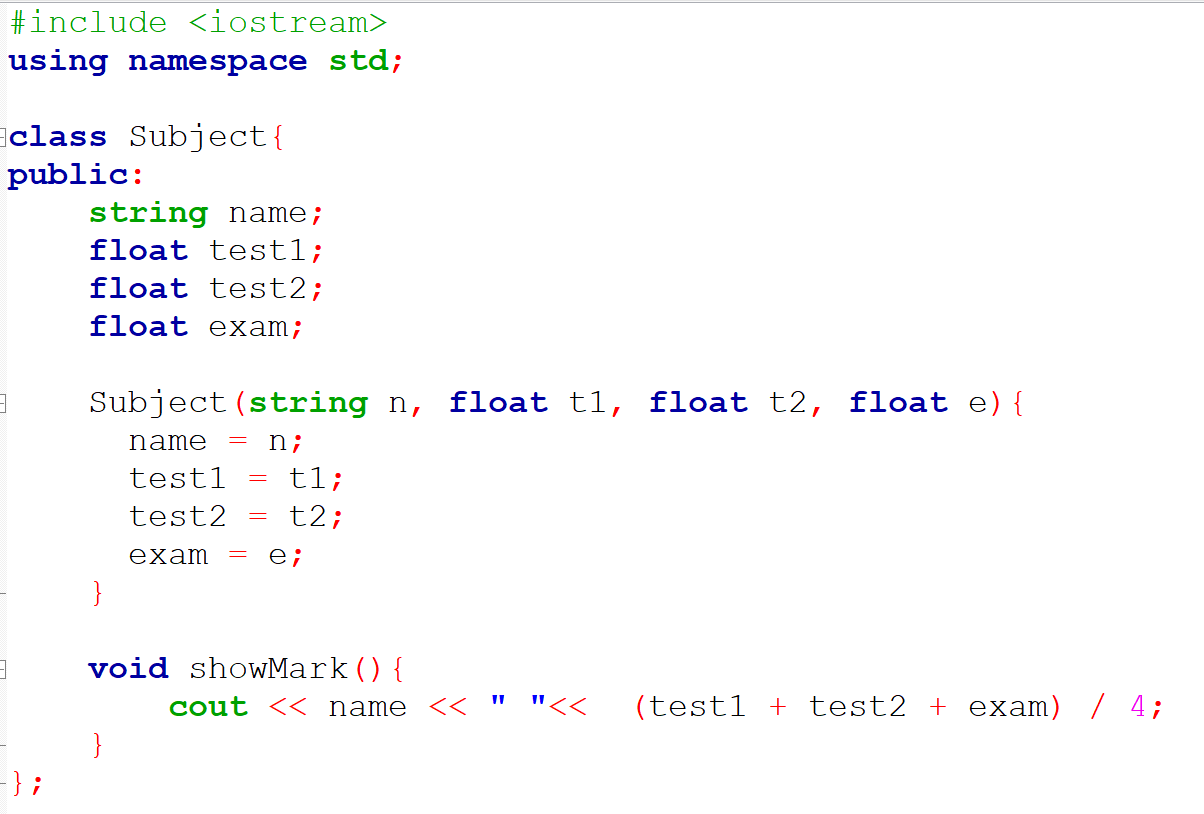 #include <iostream>
using namespace std;
class Subject{
public:
string name;
float test1;
float test2;
float exam;
Subject(string n, float t1, float t2, float e){
name = n;
test1 = t1;
test2 = t2;
exam = e;
}
void showMark(){
cout << name << " "<<  (test1 + test2 + exam) / 4;
}
};